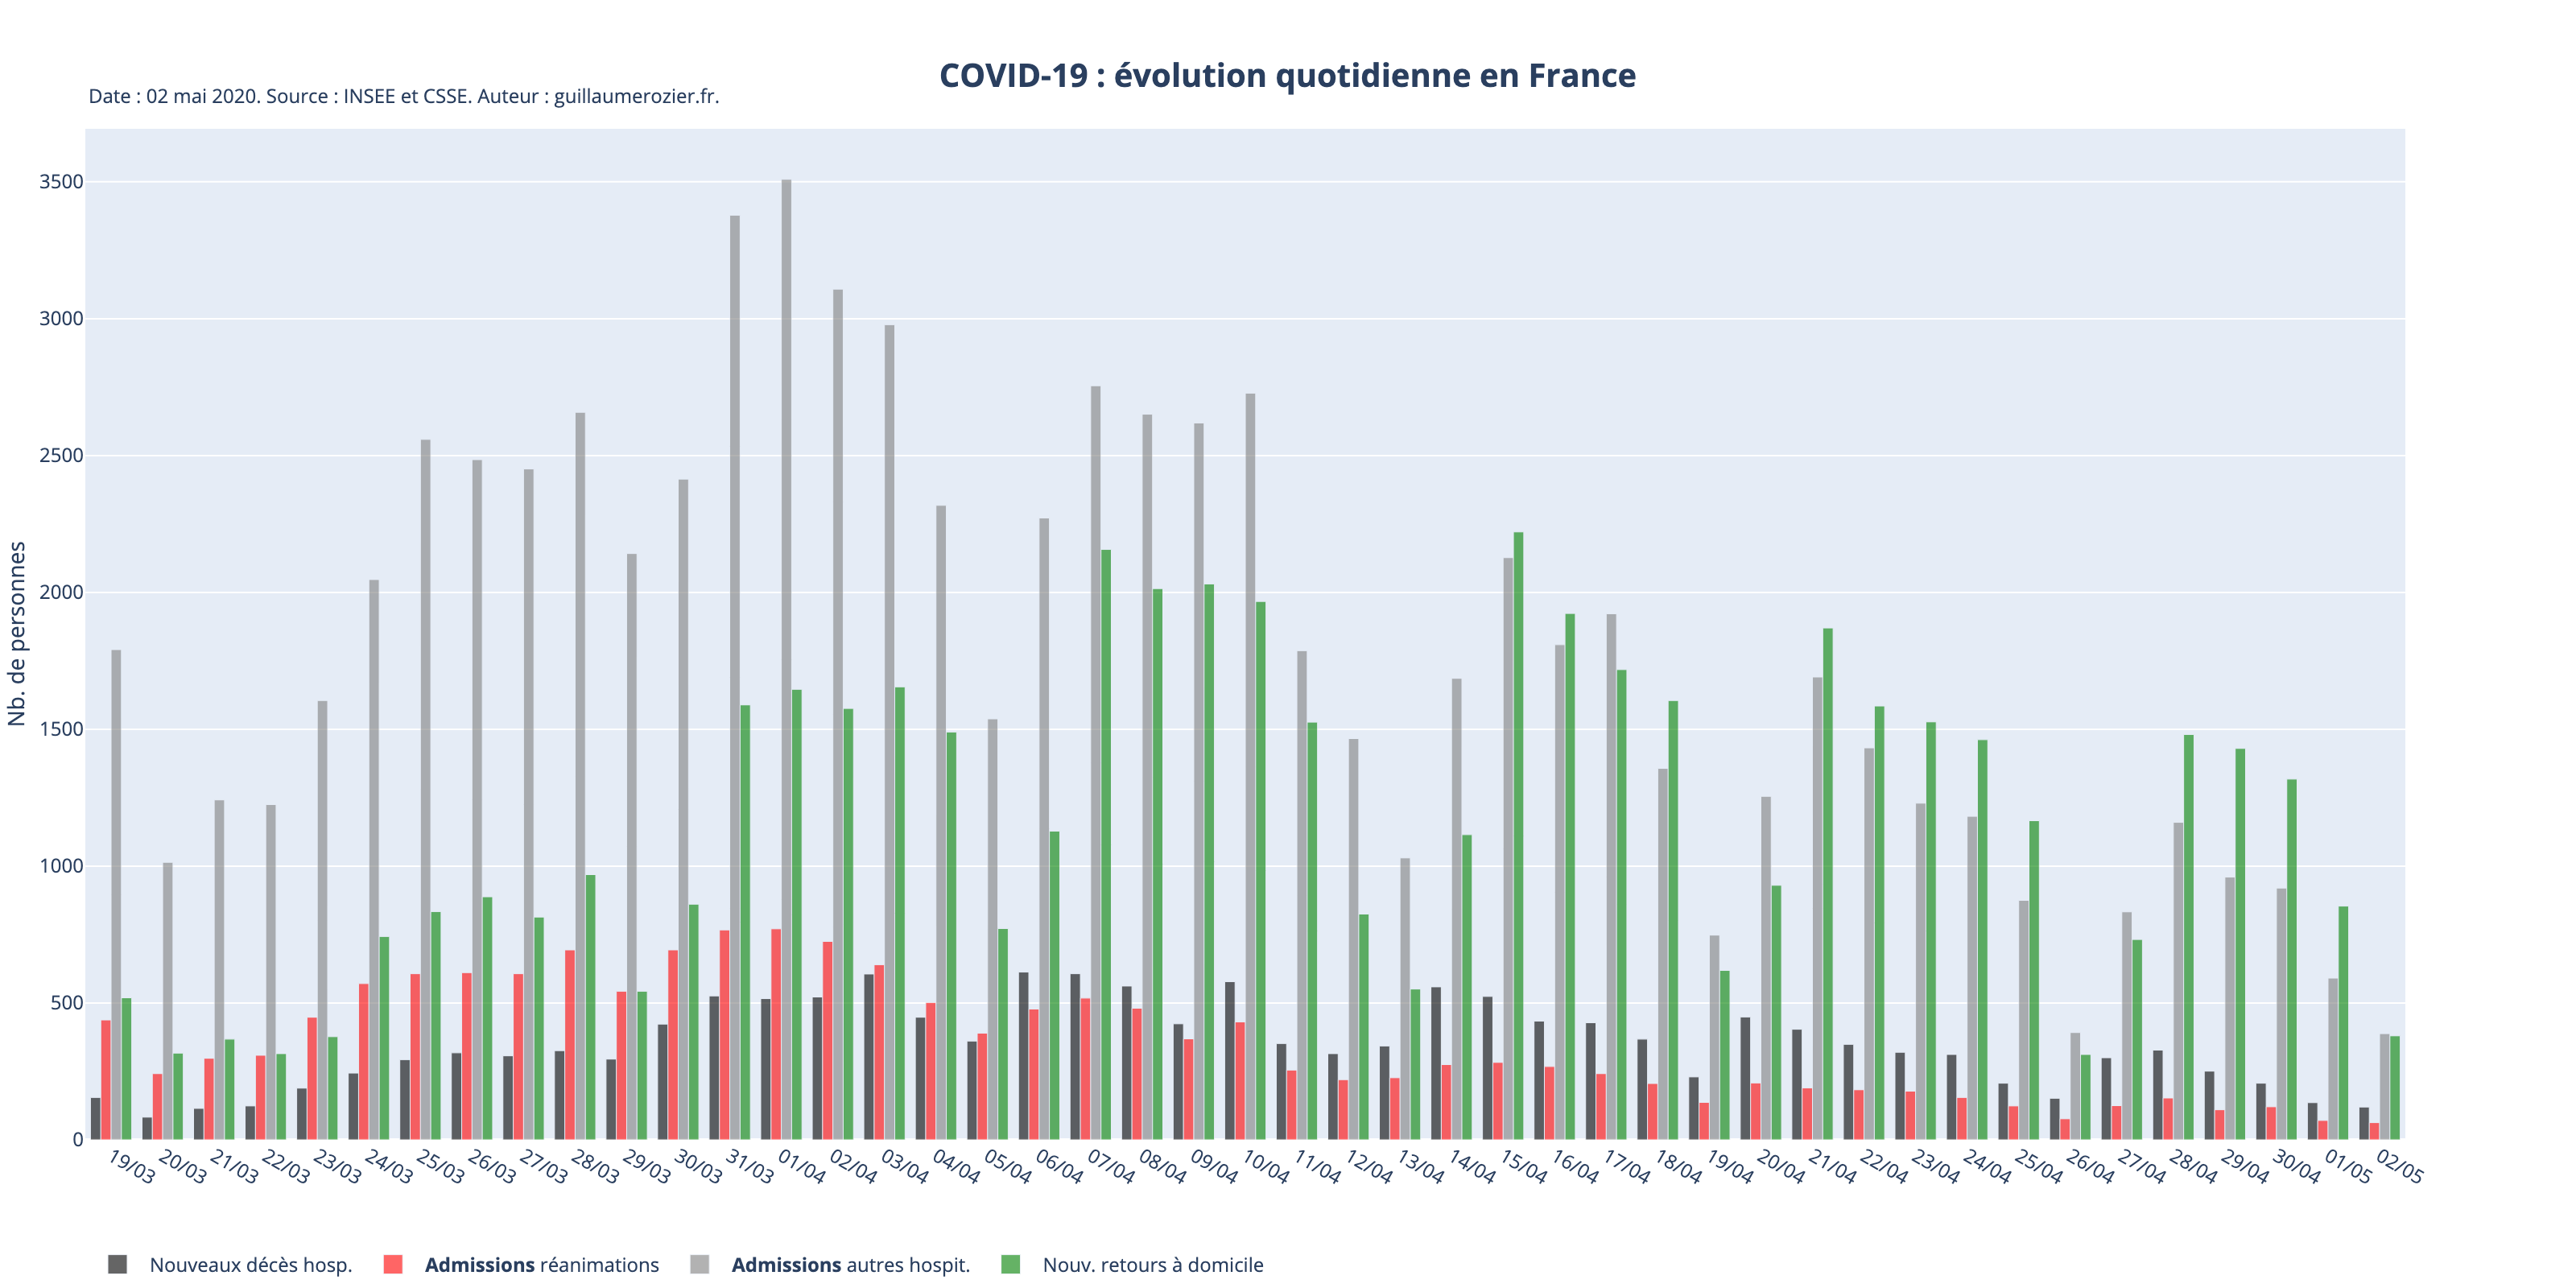 COVID-19 : évolution quotidienne en France
Date : 02 mai 2020. Source : INSEE et CSSE. Auteur : guillaumerozier.fr.
Nb. de personnes
3500
3000
2500
2000
1500
1000
500
0
19/03 20/03 21/03 22/03 23/03 24/03 25/03 26/03 27/03 28/03 29/03 30/03 31/03 01/04 02/04 03/04 04/04 05/04 06/04 07/04 08/04 09/04 10/04 11/04 12/04 13/04 14/04 15/04 16/04 17/04 18/04 19/04 20/04 21/04 22/04 23/04 24/04 25/04 26/04 27/04 28/04 29/04 30/04 01/05 02/05
Nouveaux décès hosp. Admissions réanimations Admissions autres hospit. Nouv. retours à domicile